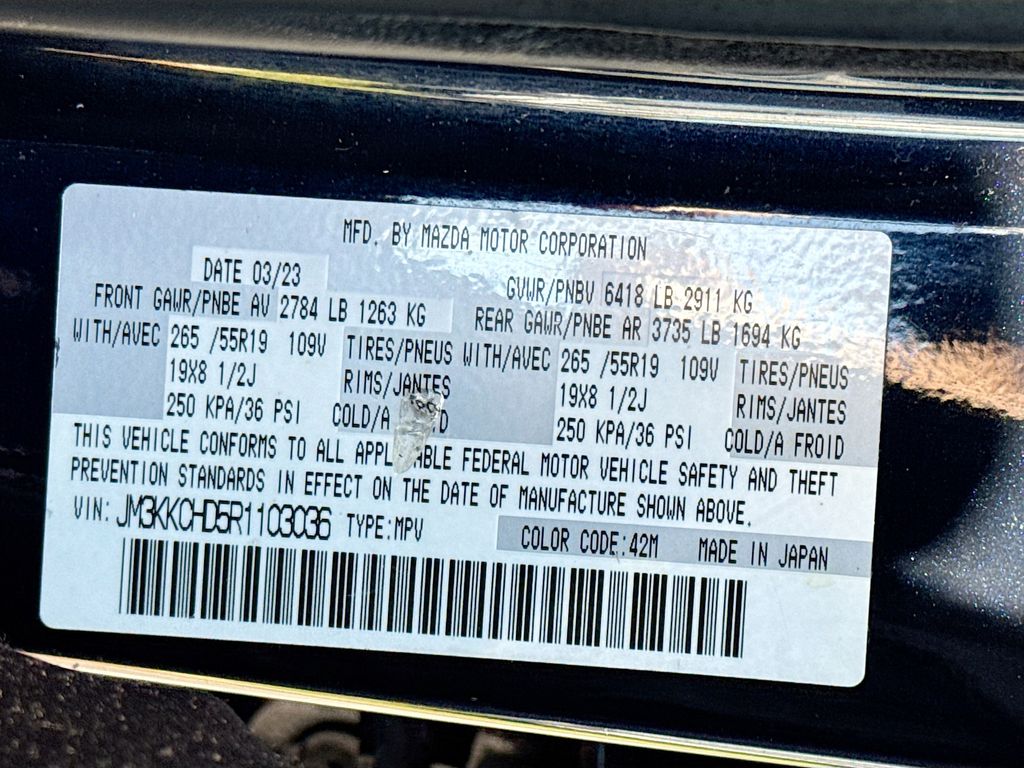 MFD. BY MAZDA MOTOR CORPORATION
DATE 03/23
GVWR/PNBV 6418 LB 2911 KG
FRONT GAWR/PNBE AV 2784 LB 1263 KG
REAR GAWR/PNBE AR 3735 LB 1694 KG
WITH/AVEC 265 /55R19 109V TIRES/PNEUS WITH/AVEC 265 /55R19 109V TIRES/PNEUS
19X8 1/2J RIMS/JANTES 19X8 1/2J RIMS/JANTES
250 KPA/36 PSI COLD/A FROID 250 KPA/36 PSI COLD/A FROID
THIS VEHICLE CONFORMS TO ALL APPLICABLE FEDERAL MOTOR VEHICLE SAFETY AND THEFT
PREVENTION STANDARDS IN EFFECT ON THE DATE OF MANUFACTURE SHOWN ABOVE.
VIN: JM3KKCHD5R1103036 TYPE:MPV COLOR CODE:42M MADE IN JAPAN